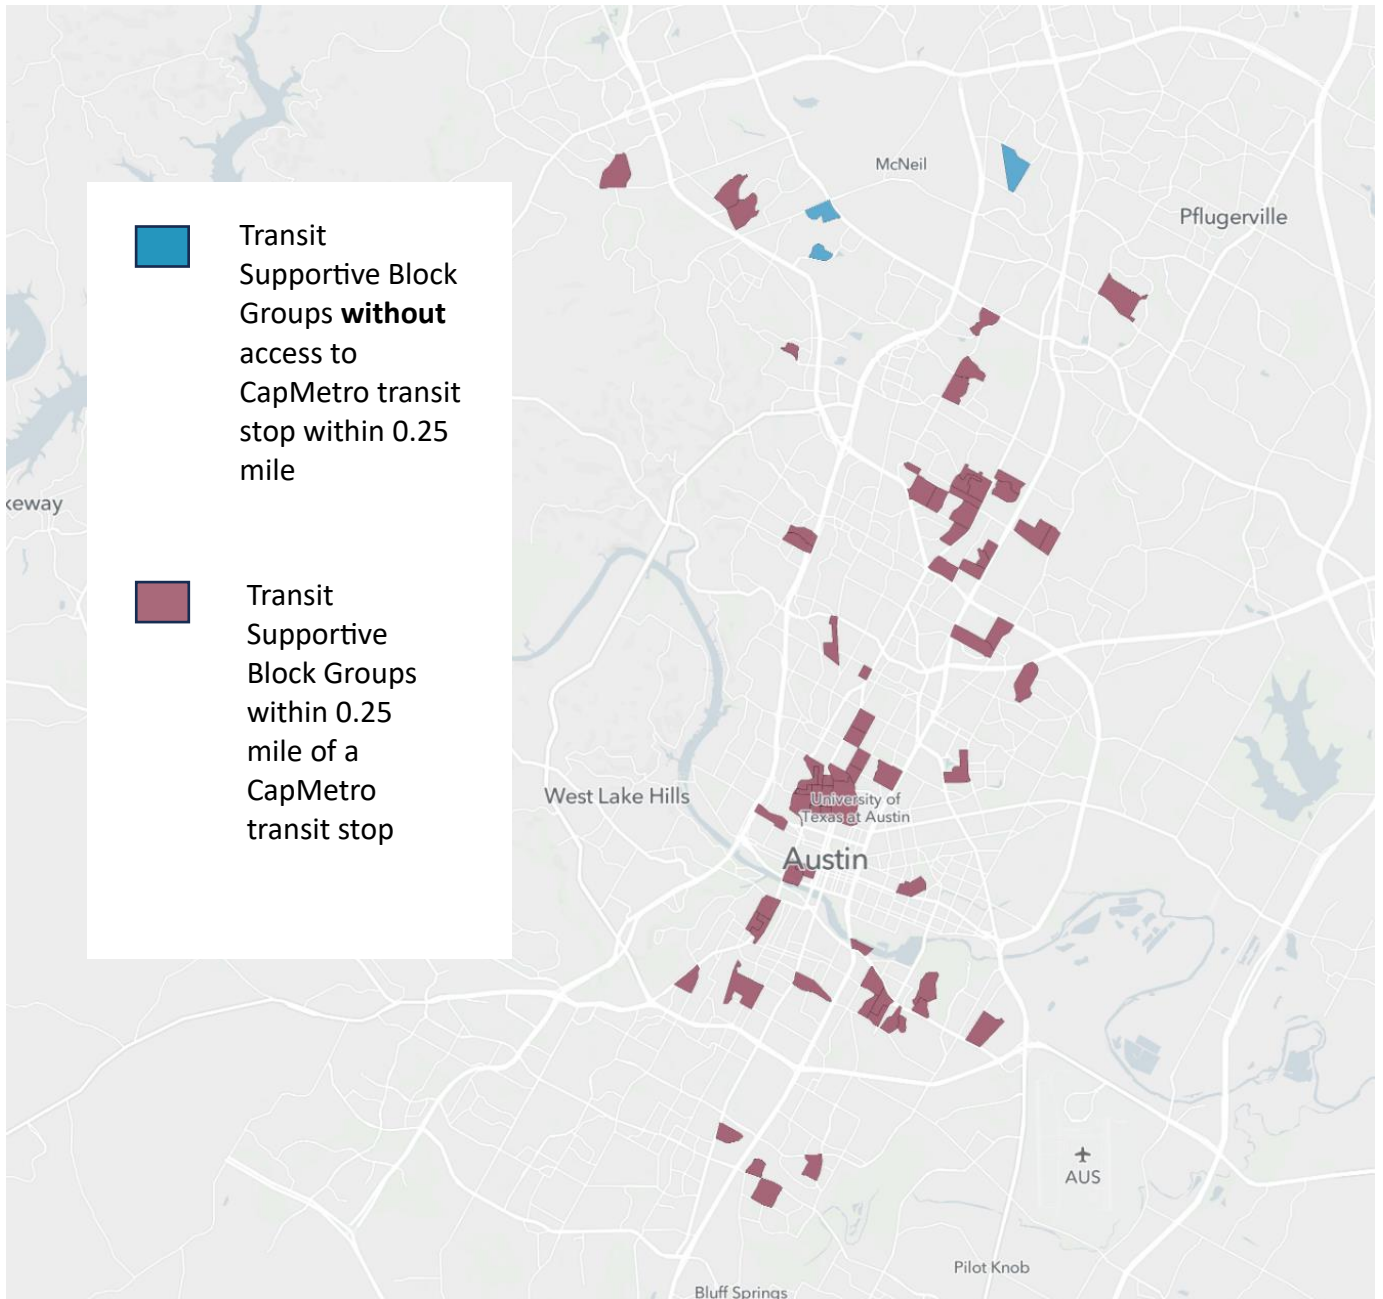 McNeil
Pflugerville
Transit
Supportive Block
Groups without
access to
CapMetro transit
stop within 0.25
mile
keway
Transit
Supportive
Block Groups
within 0.25
mile of a
CapMetro
transit stop
West Lake Hills
University of
Texas at Austin
Austin
AUS
Pilot Knob
Bluff Springs